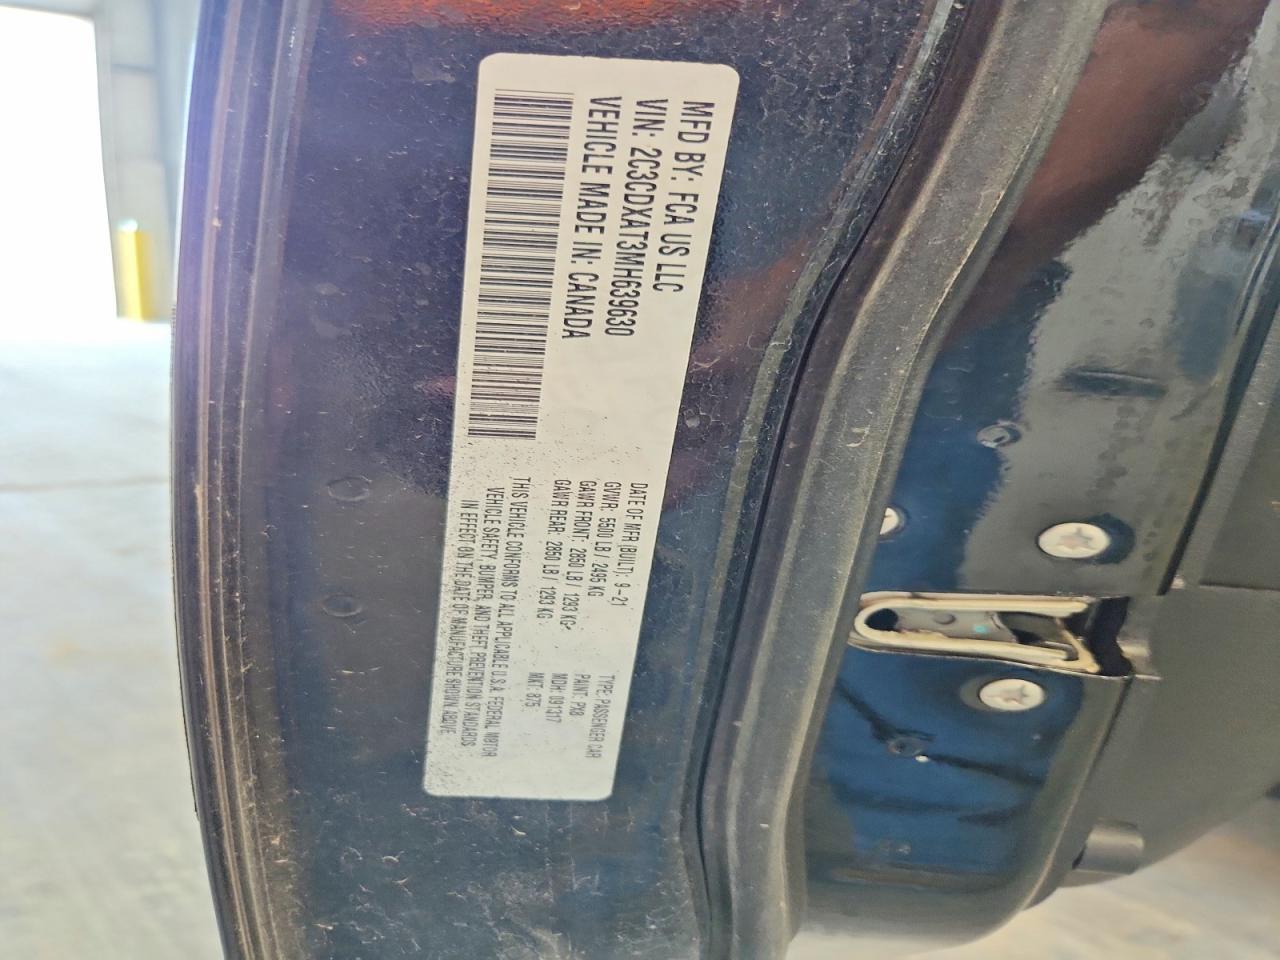 MFD BY: FCA US LLC
VIN: 2C3CDXAT3MH639630
VEHICLE MADE IN: CANADA
DATE OF MFR (BUILT): 9-21
GVWR: 5500 LB / 2495 KG
GAWR FRONT: 2850 LB / 1293 KG
GAWR REAR: 2850 LB / 1293 KG
TYPE: PASSENGER CAR
PAINT: PX8
MDH: 091317
MKT: 875
THIS VEHICLE CONFORMS TO ALL APPLICABLE U.S.A. FEDERAL MOTOR
VEHICLE SAFETY, BUMPER, AND THEFT PREVENTION STANDARDS
IN EFFECT ON THE DATE OF MANUFACTURE SHOWN ABOVE.